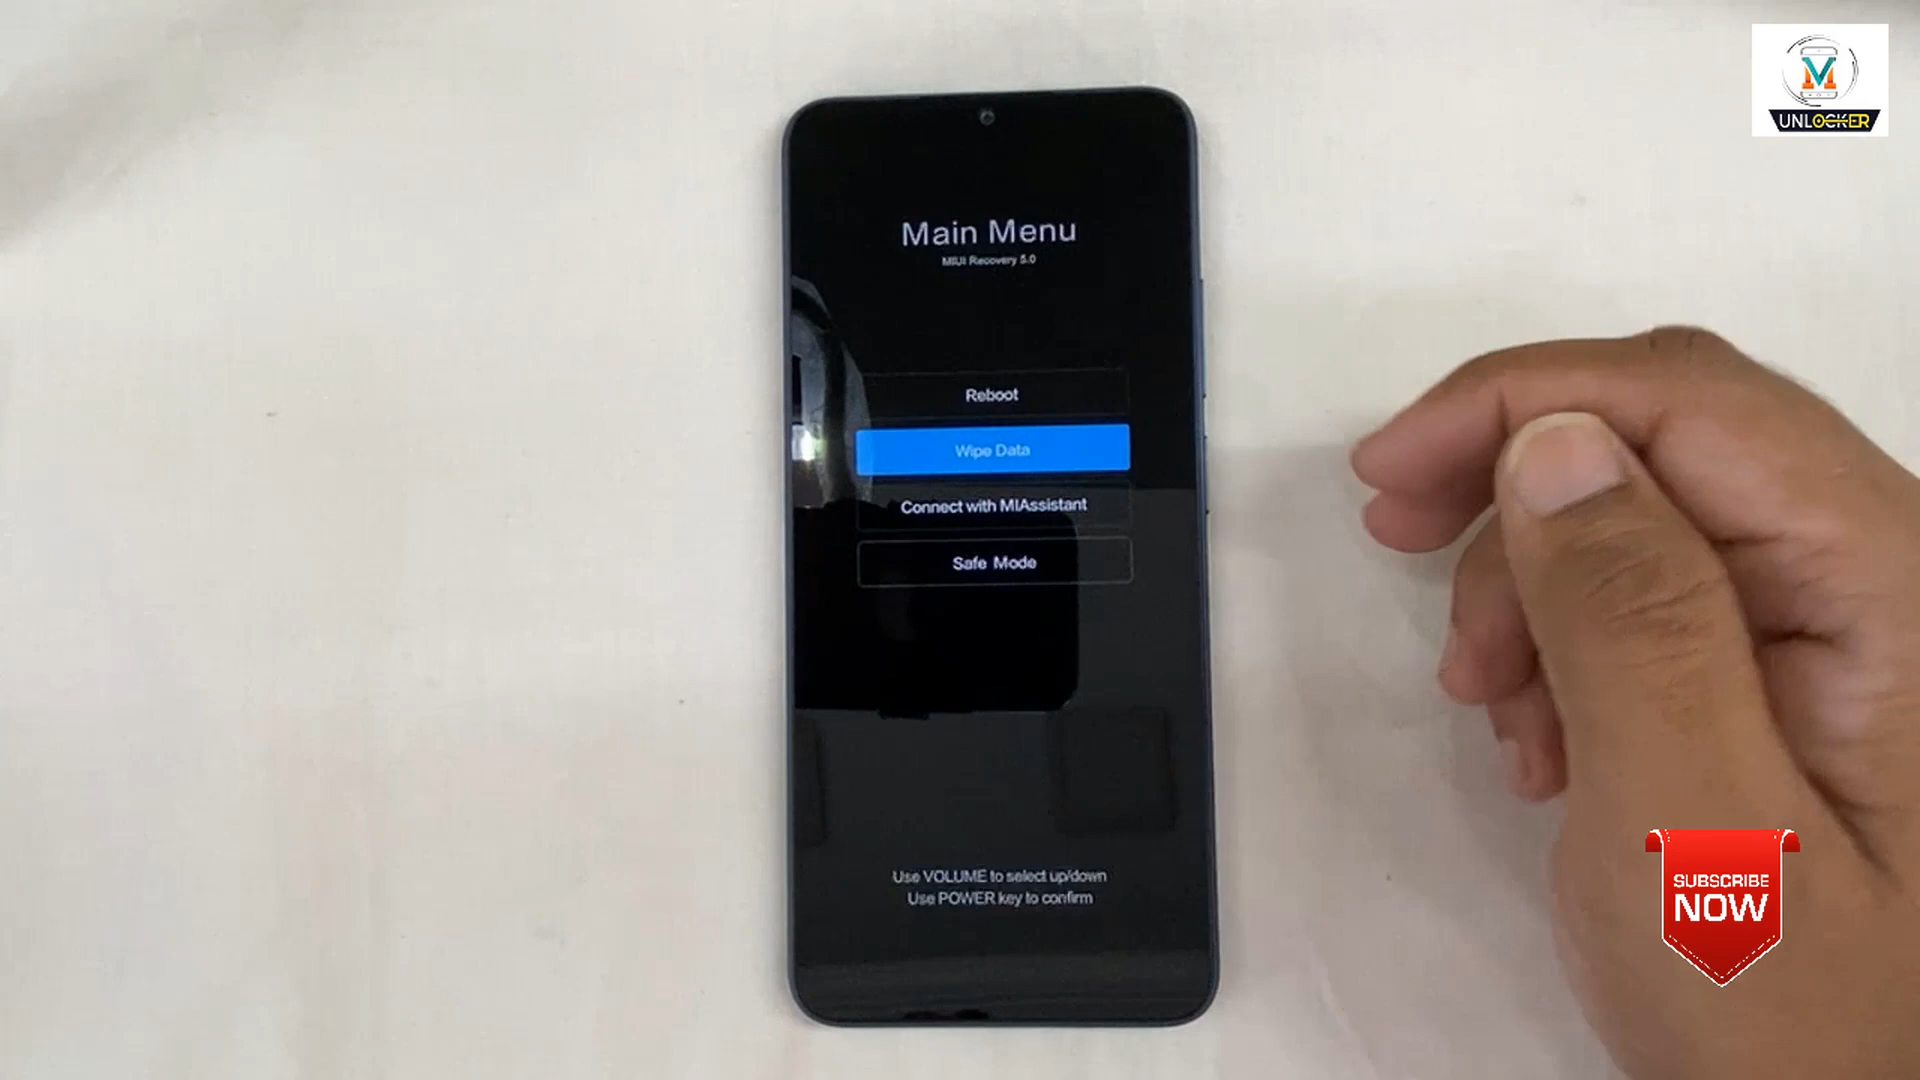 M
UNLOCKER
Main Menu
MIUI Recovery 5.0
Reboot
Wipe Data
Connect with MIAssistant
Safe Mode
Use VOLUME to select up/down
Use POWER key to confirm
SUBSCRIBE
NOW